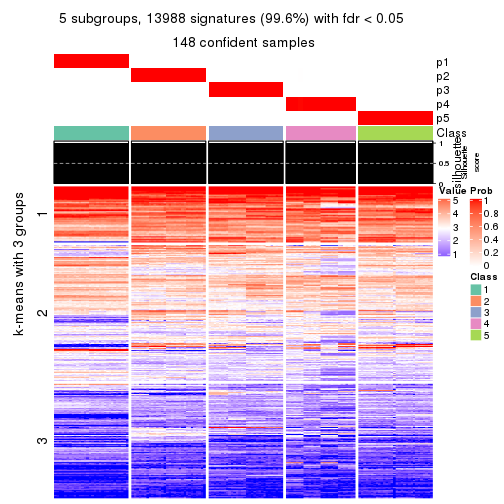 5 subgroups, 13988 signatures (99.6%) with fdr < 0.05
148 confident samples
p1
p2
p3
p4
p5
Class
1
0.5
0
silhouette
Silhouette
score
k-means with 3 groups
1
2
3
Value
5
4
3
2
1
Prob
1
0.8
0.6
0.4
0.2
0
Class
1
2
3
4
5